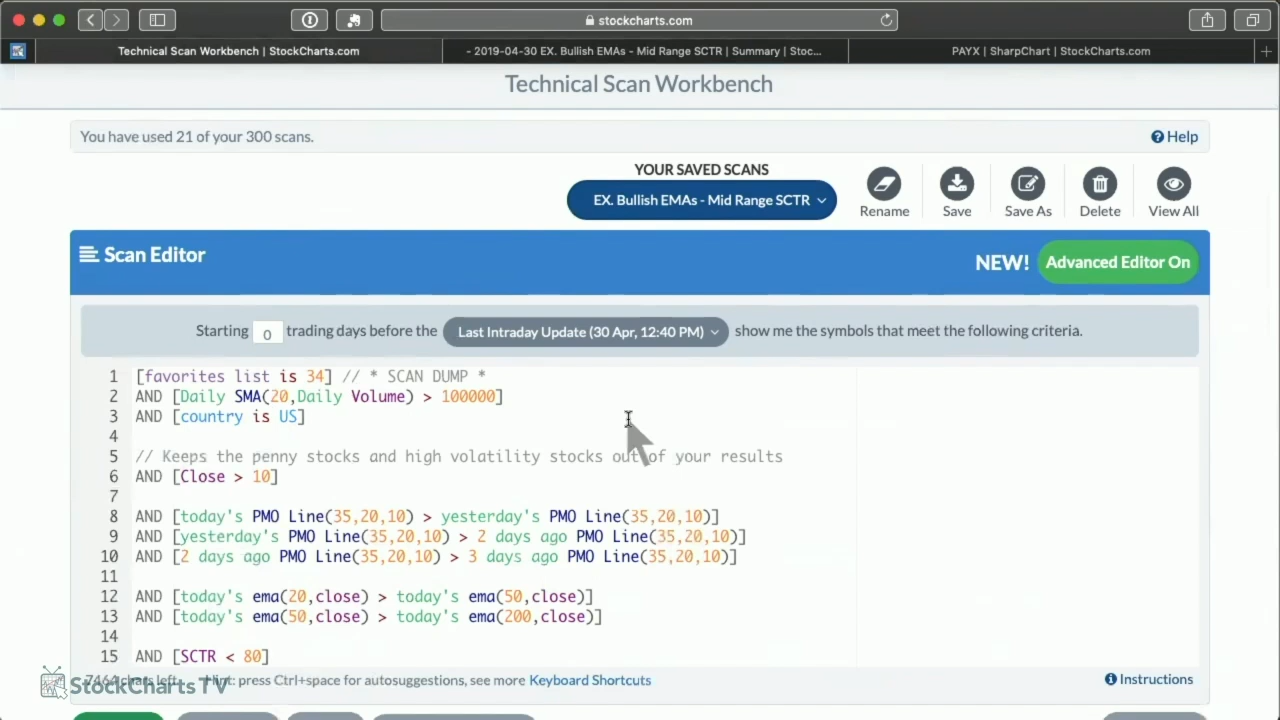 stockcharts.com
Technical Scan Workbench | StockCharts.com
- 2019-04-30 EX. Bullish EMAs - Mid Range SCTR | Summary | Stoc...
PAYX | SharpChart | StockCharts.com
Technical Scan Workbench
You have used 21 of your 300 scans.
Help
YOUR SAVED SCANS
EX. Bullish EMAs - Mid Range SCTR
Rename
Save
Save As
Delete
View All
Scan Editor
NEW! Advanced Editor On
Starting 0 trading days before the Last Intraday Update (30 Apr, 12:40 PM) show me the symbols that meet the following criteria.
1 [favorites list is 34] // * SCAN DUMP *
2 AND [Daily SMA(20,Daily Volume) > 100000]
3 AND [country is US]
4
5 // Keeps the penny stocks and high volatility stocks out of your results
6 AND [Close > 10]
7
8 AND [today's PMO Line(35,20,10) > yesterday's PMO Line(35,20,10)]
9 AND [yesterday's PMO Line(35,20,10) > 2 days ago PMO Line(35,20,10)]
10 AND [2 days ago PMO Line(35,20,10) > 3 days ago PMO Line(35,20,10)]
11
12 AND [today's ema(20,close) > today's ema(50,close)]
13 AND [today's ema(50,close) > today's ema(200,close)]
14
15 AND [SCTR < 80]
7464 chars left. Hint: press Ctrl+space for autosuggestions, see more Keyboard Shortcuts
Instructions
StockCharts TV